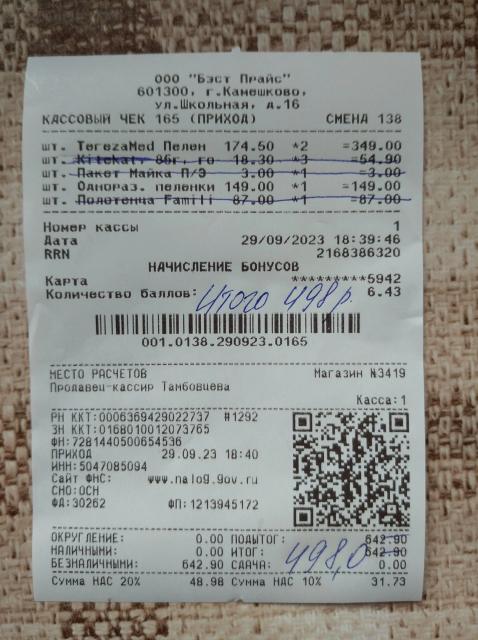 ООО "Бэст Прайс"
601300, г.Камешково,
ул.Школьная, д.16
КАССОВЫЙ ЧЕК 165 (ПРИХОД) СМЕНА 138
шт. TerezaMed Пелен 174.50 *2 =349.00
шт. Kitekat, 86г, го 18.30 *3 =54.90
шт. Пакет Майка П/Э 3.00 *1 =3.00
шт. Однораз. пеленки 149.00 *1 =149.00
шт. Полотенца Famili 87.00 *1 =87.00
Номер кассы 1
Дата 29/09/2023 18:39:46
RRN 2168386320
НАЧИСЛЕНИЕ БОНУСОВ
Карта *********5942
Количество баллов: 6.43
Итого 498 р.
001.0138.290923.0165
МЕСТО РАСЧЕТОВ Магазин №3419
Продавец-кассир Тамбовцева
Касса:1
РН ККТ:0006369429022737 #1292
ЗН ККТ:0168010012073765
ФН:7281440500654536
ПРИХОД 29.09.23 18:40
ИНН:5047085094
Сайт ФНС: www.nalog.gov.ru
СНО:ОСН
ФД:30262 ФП:1213945172
ОКРУГЛЕНИЕ: 0.00 ПОДЫТОГ: 642.90
НАЛИЧНЫМИ: 0.00 ИТОГ: 642.90
БЕЗНАЛИЧНЫМИ: 642.90 СДАЧА: 0.00
498,0
Сумма НДС 20% 48.98 Сумма НДС 10% 31.73